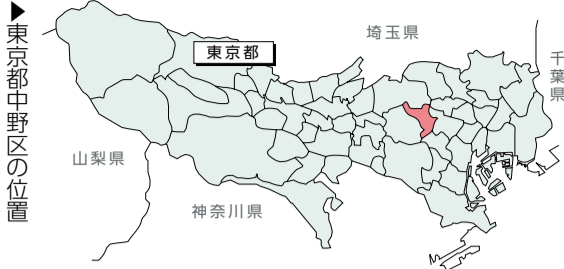 ▶東京都中野区の位置
東京都
埼玉県
千葉県
山梨県
神奈川県